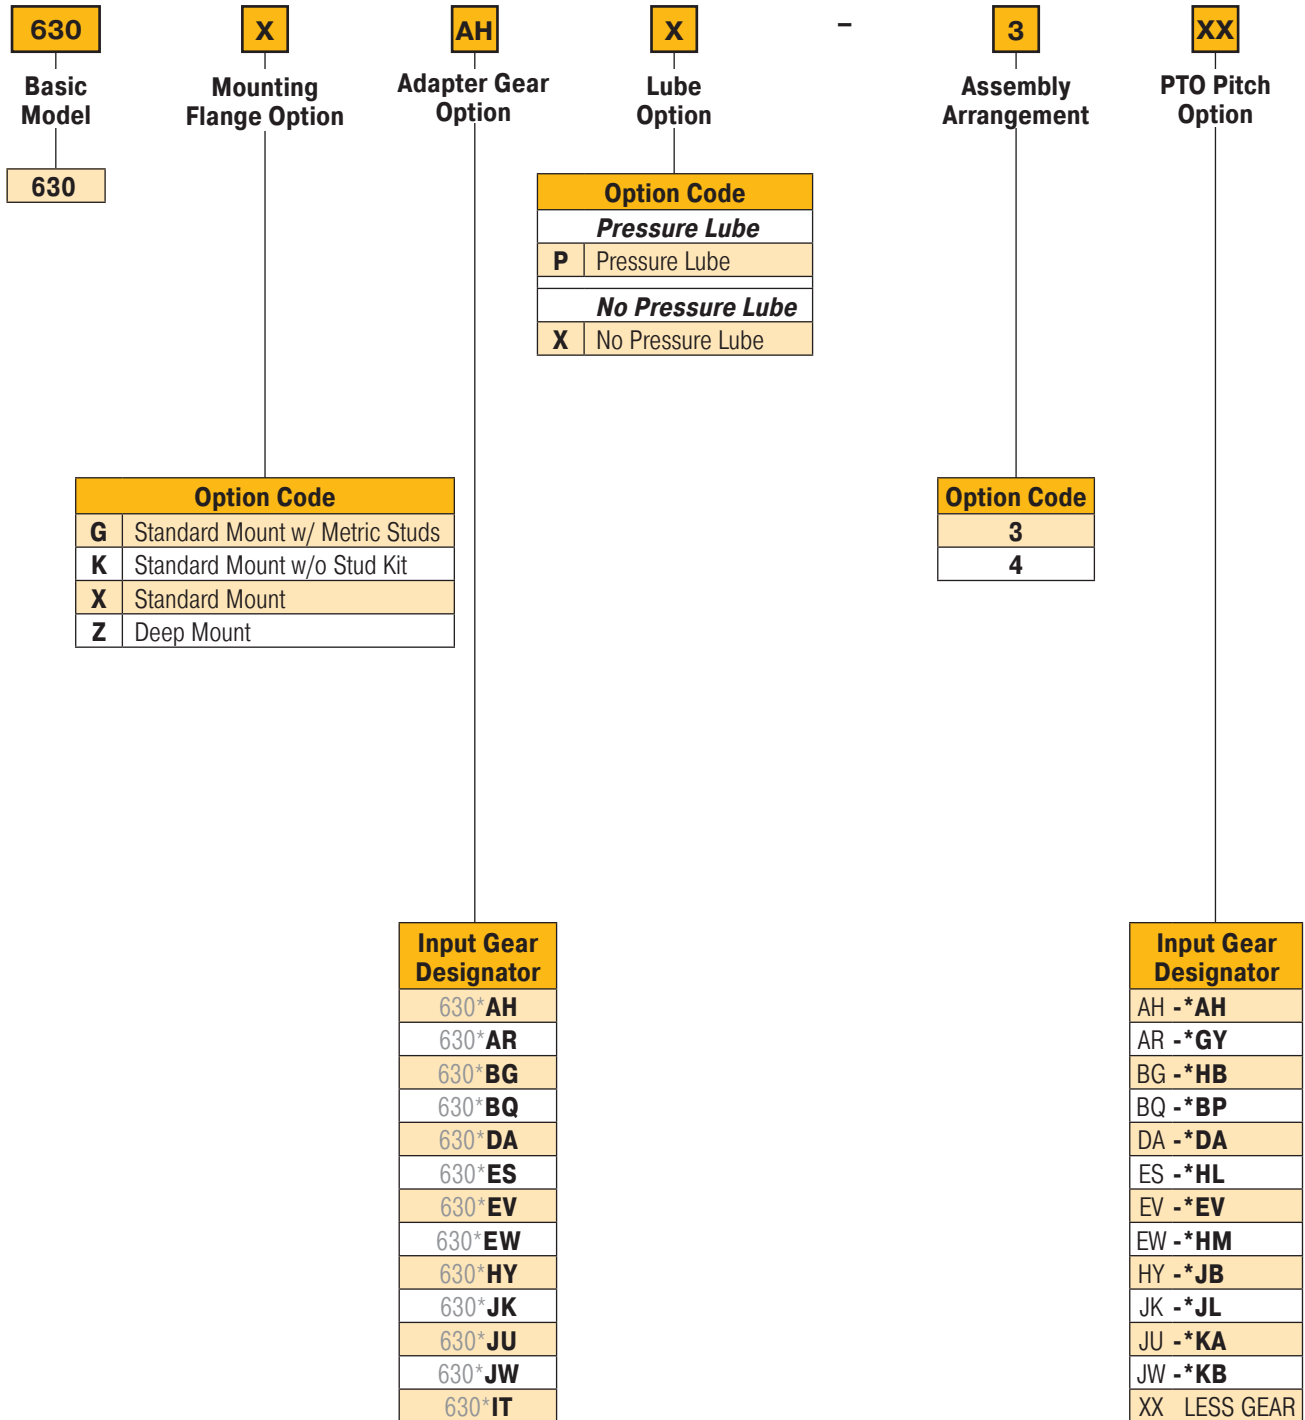 630 X AH X – 3 XX
Basic
Model
Mounting
Flange Option
Adapter Gear
Option
Lube
Option
Assembly
Arrangement
PTO Pitch
Option
630
Option Code
Pressure Lube
P Pressure Lube
No Pressure Lube
X No Pressure Lube
Option Code
G Standard Mount w/ Metric Studs
K Standard Mount w/o Stud Kit
X Standard Mount
Z Deep Mount
Option Code
3
4
Input Gear
Designator
630*AH
630*AR
630*BG
630*BQ
630*DA
630*ES
630*EV
630*EW
630*HY
630*JK
630*JU
630*JW
630*IT
Input Gear
Designator
AH -*AH
AR -*GY
BG -*HB
BQ -*BP
DA -*DA
ES -*HL
EV -*EV
EW -*HM
HY -*JB
JK -*JL
JU -*KA
JW -*KB
XX LESS GEAR